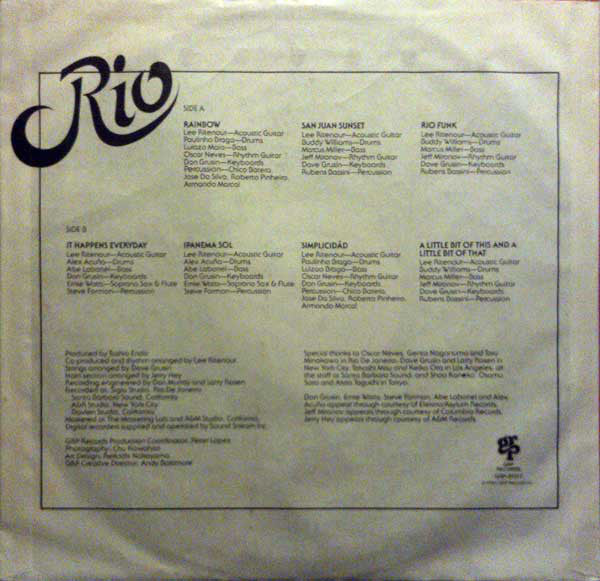 Rio
SIDE A
RAINBOW
Lee Ritenour—Acoustic Guitar
Paulinho Braga—Drums
Luizao Maia—Bass
Oscar Neves—Rhythm Guitar
Don Grusin—Keyboards
Percussion—Chico Batera,
Jose Da Silva, Roberto Pinheiro,
Armando Marcal
SAN JUAN SUNSET
Lee Ritenour—Acoustic Guitar
Buddy Williams—Drums
Marcus Miller—Bass
Jeff Mironov—Rhythm Guitar
Dave Grusin—Keyboards
Rubens Bassini—Percussion
RIO FUNK
Lee Ritenour—Acoustic Guitar
Buddy Williams—Drums
Marcus Miller—Bass
Jeff Mironov—Rhythm Guitar
Dave Grusin—Keyboards
Rubens Bassini—Percussion
SIDE B
IT HAPPENS EVERYDAY
Lee Ritenour—Acoustic Guitar
Alex Acuña—Drums
Abe Laboriel—Bass
Don Grusin—Keyboards
Ernie Watts—Soprano Sax & Flute
Steve Forman—Percussion
IPANEMA SOL
Lee Ritenour—Acoustic Guitar
Alex Acuña—Drums
Abe Laboriel—Bass
Don Grusin—Keyboards
Ernie Watts—Soprano Sax & Flute
Steve Forman—Percussion
SIMPLICIDÁD
Lee Ritenour—Acoustic Guitar
Paulinho Braga—Drums
Luizao Braga—Bass
Oscar Neves—Rhythm Guitar
Don Grusin—Keyboards
Percussion—Chico Batera,
Jose Da Silva, Roberto Pinheiro,
Armando Marcal
A LITTLE BIT OF THIS AND A
LITTLE BIT OF THAT
Lee Ritenour—Acoustic Guitar
Buddy Williams—Drums
Marcus Miller—Bass
Jeff Mironov—Rhythm Guitar
Dave Grusin—Keyboards
Rubens Bassini—Percussion
Produced by Toshio Endo
Co-produced and rhythm arranged by Lee Ritenour
Strings arranged by Dave Grusin
Horn section arranged by Jerry Hey
Recording engineered by Don Murray and Larry Rosen
Recorded at: Sigla Studio, Rio De Janeiro
Santa Barbara Sound, California
A&R Studio, New York City
Davlen Studio, California
Mastered at The Mastering Lab and A&M Studio, California
Digital recorders supplied and operated by Sound Stream Inc.
GRP Records Production Coordinator: Peter Lopez
Photography: Chu
Art Design: Nakayama
GRP Creative Director: Andy Baltimore
Special thanks to Oscar Neves, Genta Naganuma and Toru
Minakawa in Rio De Janeiro, Dave Grusin and Larry Rosen in
New York City, Takashi Misu and Keiko Ota in Los Angeles, all
the staff at Santa Barbara Sound, and Shoo Kaneko, Osamu
Sato and Akira Taguchi in Tokyo.
Don Grusin, Ernie Watts, Steve Forman, Abe Laboriel and Alex
Acuña appear through courtesy of Elektra/Asylum Records.
Jeff Mironov appears through courtesy of Columbia Records.
Jerry Hey appears through courtesy of A&M Records.
grp
GRP
RECORDS